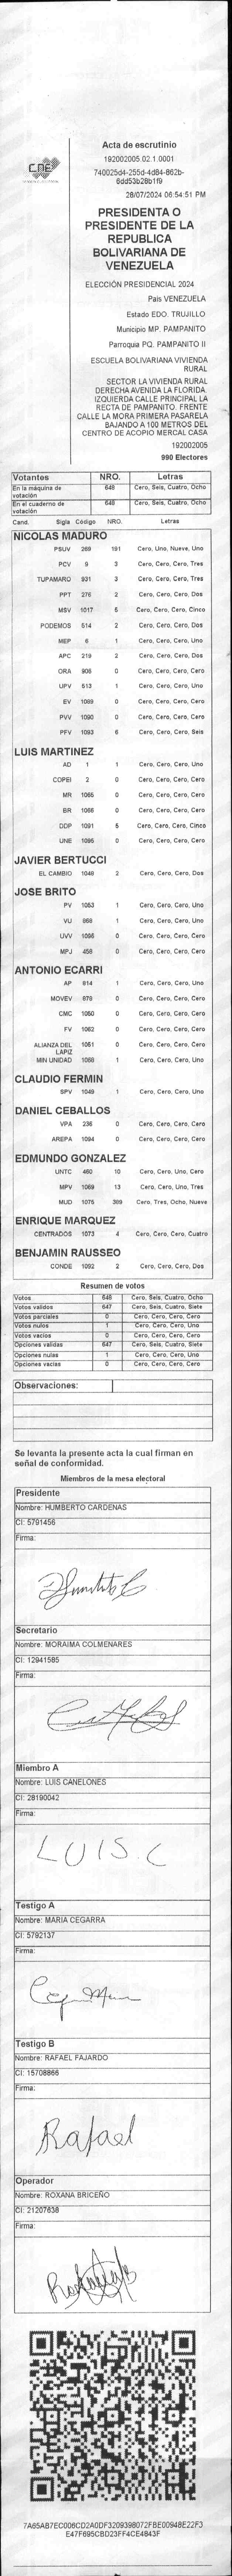 CNE
Acta de escrutinio
192002005.02.1.0001
740025d4-255d-4d84-862b-
6dd53b28b1f9
28/07/2024 06:54:51 PM
PRESIDENTA O
PRESIDENTE DE LA
REPUBLICA
BOLIVARIANA DE
VENEZUELA
ELECCIÓN PRESIDENCIAL 2024
País VENEZUELA
Estado EDO. TRUJILLO
Municipio MP. PAMPANITO
Parroquia PQ. PAMPANITO II
ESCUELA BOLIVARIANA VIVIENDA
RURAL
SECTOR LA VIVIENDA RURAL
DERECHA AVENIDA LA FLORIDA.
IZQUIERDA CALLE PRINCIPAL LA
RECTA DE PAMPANITO. FRENTE
CALLE LA MORA PRIMERA PASARELA
BAJANDO A 100 METROS DEL
CENTRO DE ACOPIO MERCAL CASA
192002005
990 Electores
Votantes NRO. Letras
En la máquina de votación 648 Cero, Seis, Cuatro, Ocho
En el cuaderno de votación 648 Cero, Seis, Cuatro, Ocho
Cand. Sigla Código NRO. Letras
NICOLAS MADURO
PSUV 268 191 Cero, Uno, Nueve, Uno
PCV 9 3 Cero, Cero, Cero, Tres
TUPAMARO 931 3 Cero, Cero, Cero, Tres
PPT 276 2 Cero, Cero, Cero, Dos
MSV 1017 5 Cero, Cero, Cero, Cinco
PODEMOS 514 2 Cero, Cero, Cero, Dos
MEP 6 1 Cero, Cero, Cero, Uno
APC 219 2 Cero, Cero, Cero, Dos
ORA 906 0 Cero, Cero, Cero, Cero
UPV 513 1 Cero, Cero, Cero, Uno
EV 1089 0 Cero, Cero, Cero, Cero
PVV 1090 0 Cero, Cero, Cero, Cero
PFV 1093 6 Cero, Cero, Cero, Seis
LUIS MARTINEZ
AD 1 1 Cero, Cero, Cero, Uno
COPEI 2 0 Cero, Cero, Cero, Cero
MR 1065 0 Cero, Cero, Cero, Cero
BR 1066 0 Cero, Cero, Cero, Cero
DDP 1091 5 Cero, Cero, Cero, Cinco
UNE 1095 0 Cero, Cero, Cero, Cero
JAVIER BERTUCCI
EL CAMBIO 1048 2 Cero, Cero, Cero, Dos
JOSE BRITO
PV 1053 1 Cero, Cero, Cero, Uno
VU 868 1 Cero, Cero, Cero, Uno
UVV 1096 0 Cero, Cero, Cero, Cero
MPJ 458 0 Cero, Cero, Cero, Cero
ANTONIO ECARRI
AP 814 1 Cero, Cero, Cero, Uno
MOVEV 678 0 Cero, Cero, Cero, Cero
CMC 1050 0 Cero, Cero, Cero, Cero
FV 1062 0 Cero, Cero, Cero, Cero
ALIANZA DEL LAPIZ 1051 0 Cero, Cero, Cero, Cero
MIN UNIDAD 1059 1 Cero, Cero, Cero, Uno
CLAUDIO FERMIN
SPV 1049 1 Cero, Cero, Cero, Uno
DANIEL CEBALLOS
VPA 236 0 Cero, Cero, Cero, Cero
AREPA 1094 0 Cero, Cero, Cero, Cero
EDMUNDO GONZALEZ
UNTC 460 10 Cero, Cero, Uno, Cero
MPV 1069 13 Cero, Cero, Uno, Tres
MUD 1075 389 Cero, Tres, Ocho, Nueve
ENRIQUE MARQUEZ
CENTRADOS 1073 4 Cero, Cero, Cero, Cuatro
BENJAMIN RAUSSEO
CONDE 1092 2 Cero, Cero, Cero, Dos
Resumen de votos
Votos 648 Cero, Seis, Cuatro, Ocho
Votos validos 647 Cero, Seis, Cuatro, Siete
Votos parciales 0 Cero, Cero, Cero, Cero
Votos nulos 1 Cero, Cero, Cero, Uno
Votos vacios 0 Cero, Cero, Cero, Cero
Opciones validas 647 Cero, Seis, Cuatro, Siete
Opciones nulas 1 Cero, Cero, Cero, Uno
Opciones vacias 0 Cero, Cero, Cero, Cero
Observaciones:
Se levanta la presente acta la cual firman en
señal de conformidad.
Miembros de la mesa electoral
Presidente
Nombre: HUMBERTO CARDENAS
CI: 5791456
Firma:
Secretario
Nombre: MORAIMA COLMENARES
CI: 12941585
Firma:
Miembro A
Nombre: LUIS CANELONES
CI: 28190042
Firma:
LUIS.C
Testigo A
Nombre: MARIA CEGARRA
CI: 5792137
Firma:
Testigo B
Nombre: RAFAEL FAJARDO
CI: 15708866
Firma:
Rafael
Operador
Nombre: ROXANA BRICEÑO
CI: 21207638
Firma:
7A65AB7EC006CD2A0DF3209398072FBE00948E22F3
E47F695CBD23FF4CE4843F